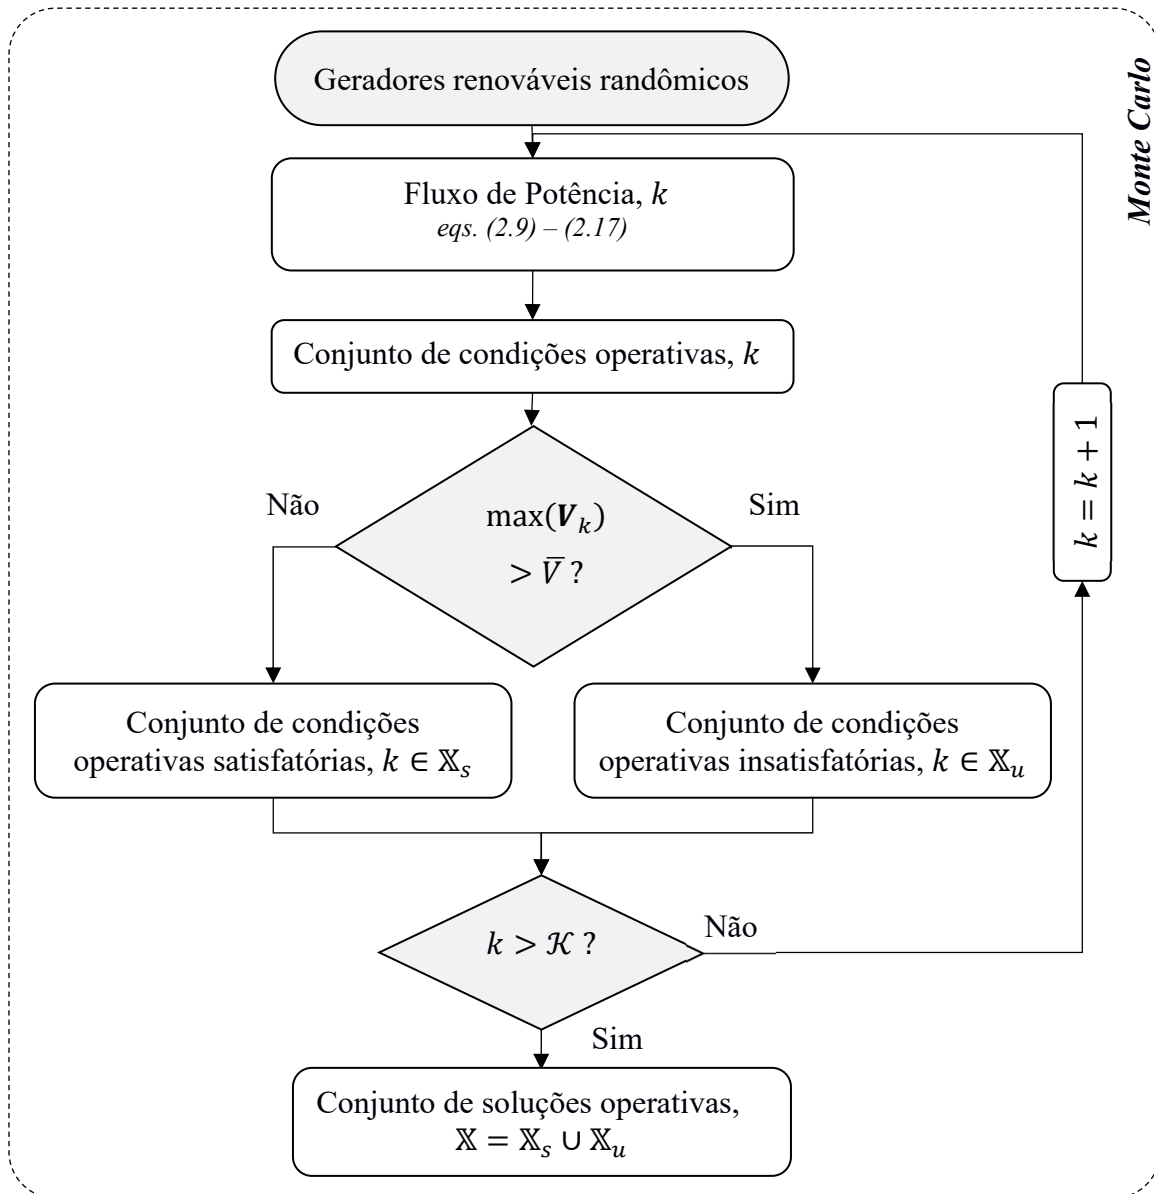 Geradores renováveis randômicos
Monte Carlo
Fluxo de Potência, k
eqs. (2.9) – (2.17)
Conjunto de condições operativas, k
k = k + 1
Não
Sim
max(𝑽ₖ)
> V̅ ?
Conjunto de condições
operativas satisfatórias, k ∈ 𝕏ₛ
Conjunto de condições
operativas insatisfatórias, k ∈ 𝕏ᵤ
k > 𝒦 ?
Não
Sim
Conjunto de soluções operativas,
𝕏 = 𝕏ₛ ∪ 𝕏ᵤ